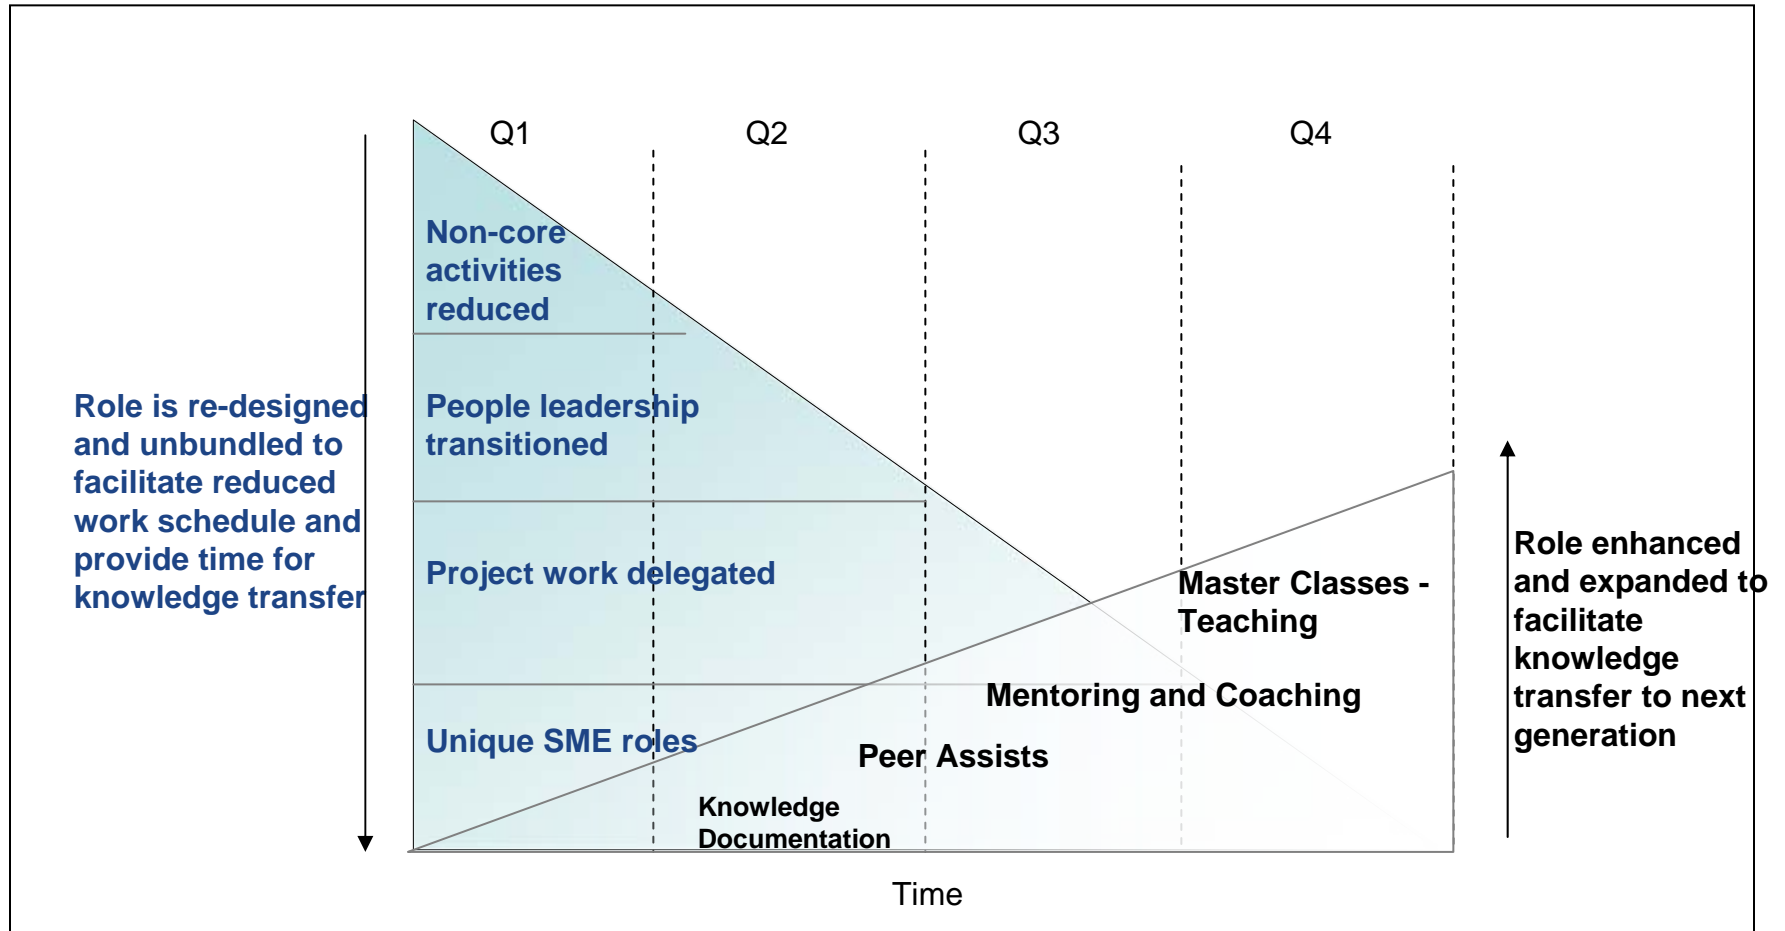 Q1 Q2 Q3 Q4
Non-core
activities
reduced
Role is re-designed
and unbundled to
facilitate reduced
work schedule and
provide time for
knowledge transfer
People leadership
transitioned
Project work delegated
Unique SME roles
Knowledge
Documentation
Peer Assists
Mentoring and Coaching
Master Classes -
Teaching
Role enhanced
and expanded to
facilitate
knowledge
transfer to next
generation
Time